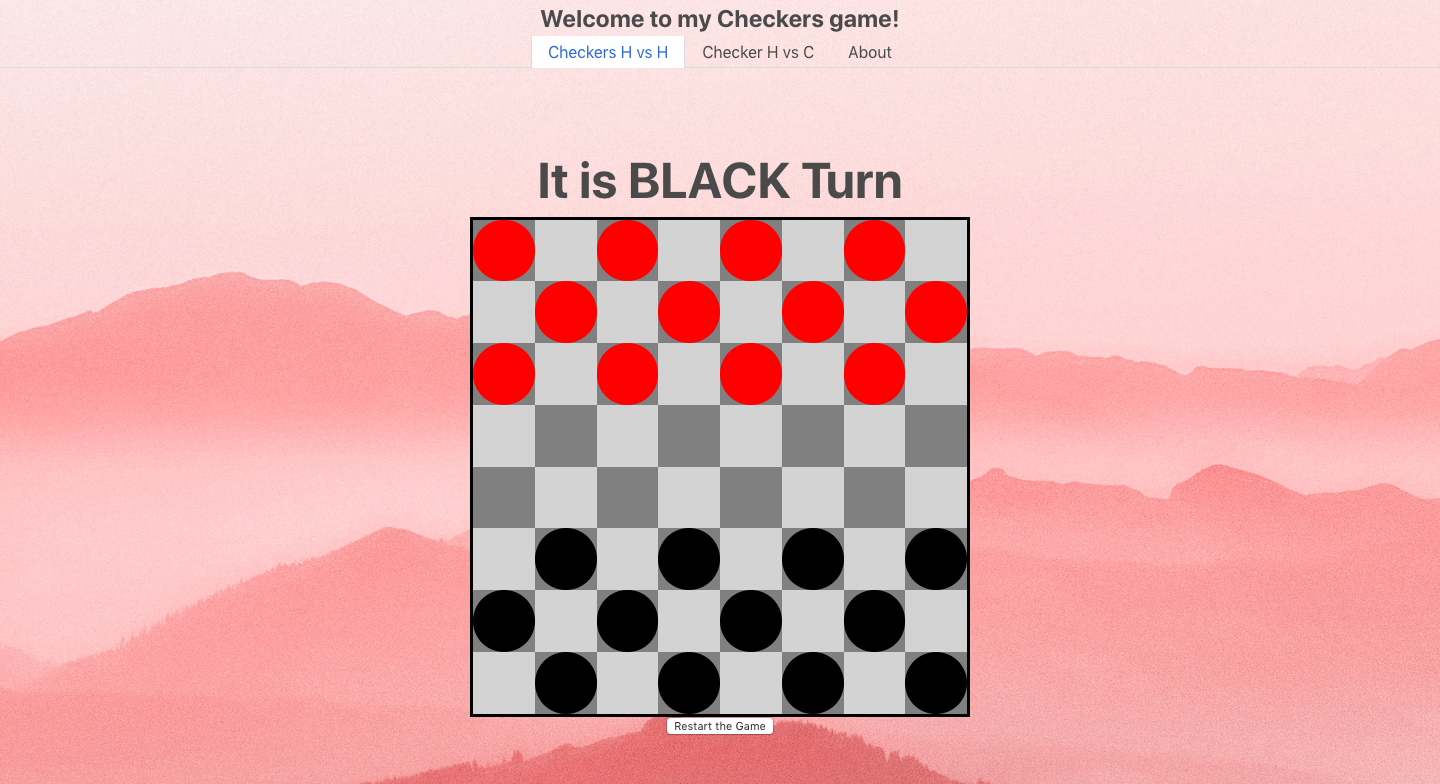 Welcome to my Checkers game!
Checkers H vs H Checker H vs C About
It is BLACK Turn
Restart the Game